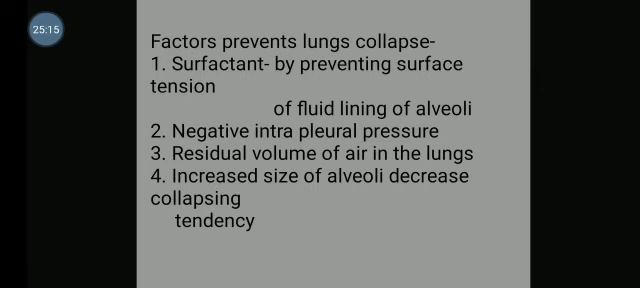 25:15
Factors prevents lungs collapse-
1. Surfactant- by preventing surface
tension
of fluid lining of alveoli
2. Negative intra pleural pressure
3. Residual volume of air in the lungs
4. Increased size of alveoli decrease
collapsing
tendency